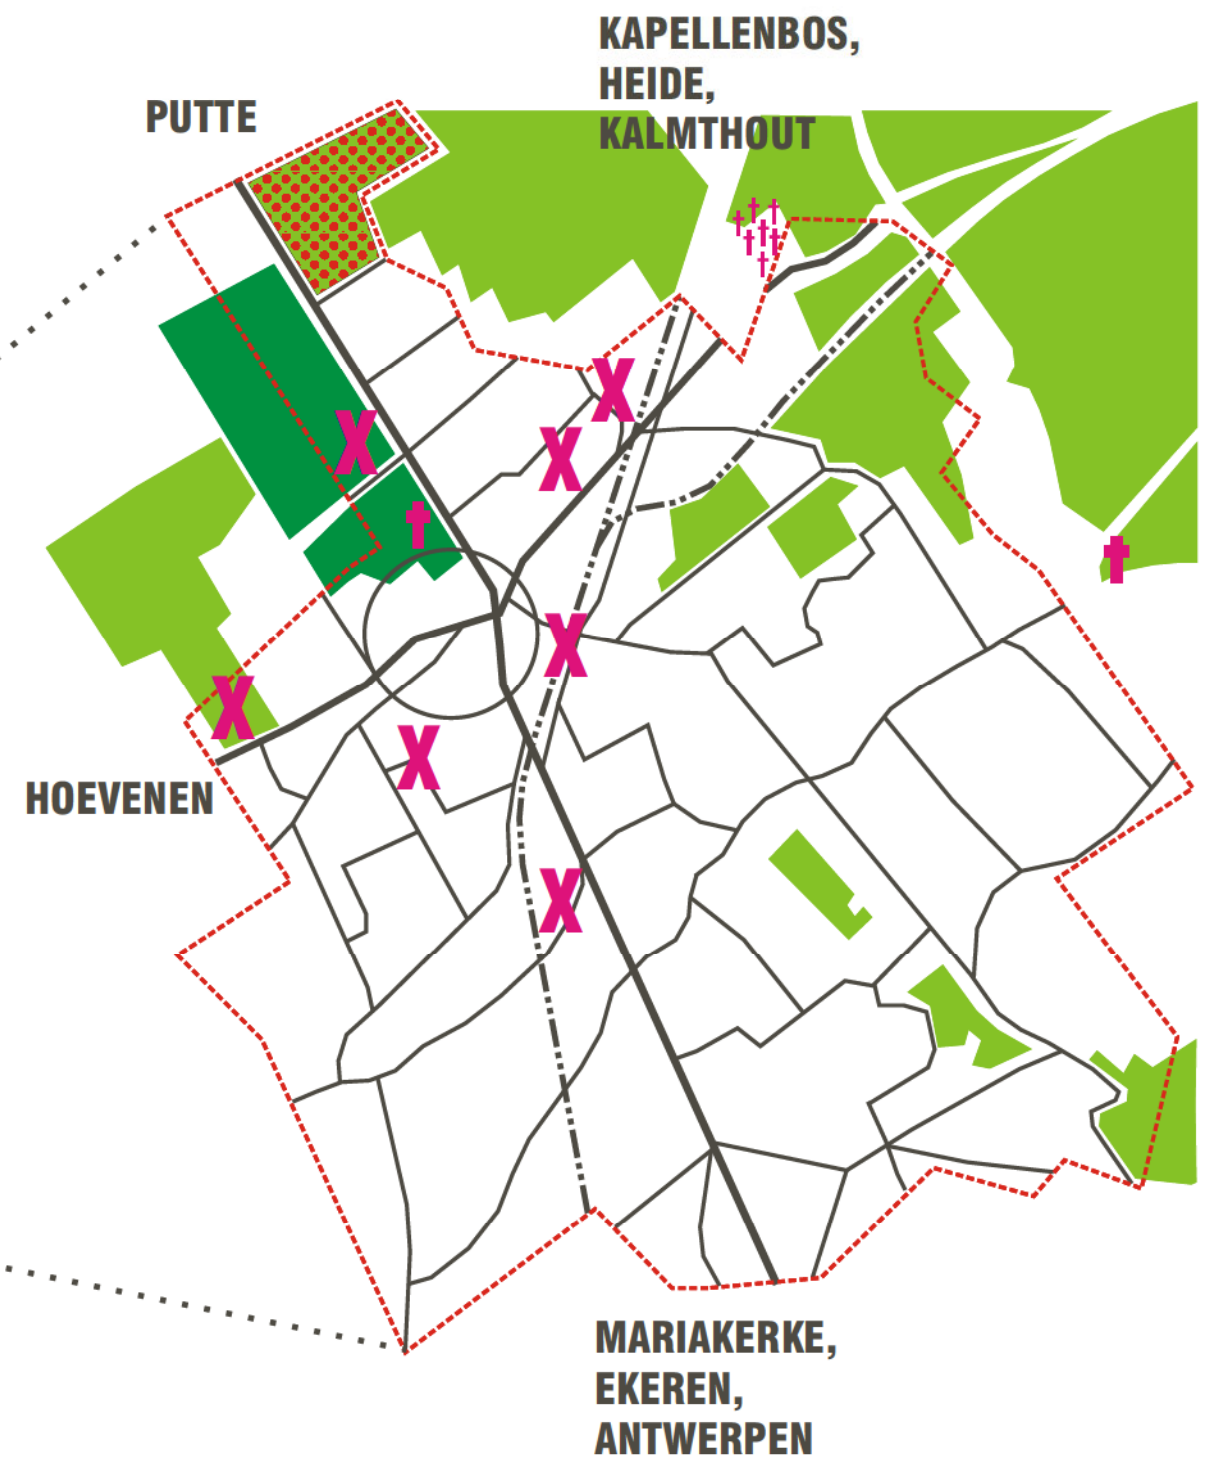 KAPELLENBOS,
HEIDE,
KALMTHOUT
PUTTE
X
X
X
X
X
X
X
HOEVENEN
MARIAKERKE,
EKEREN,
ANTWERPEN